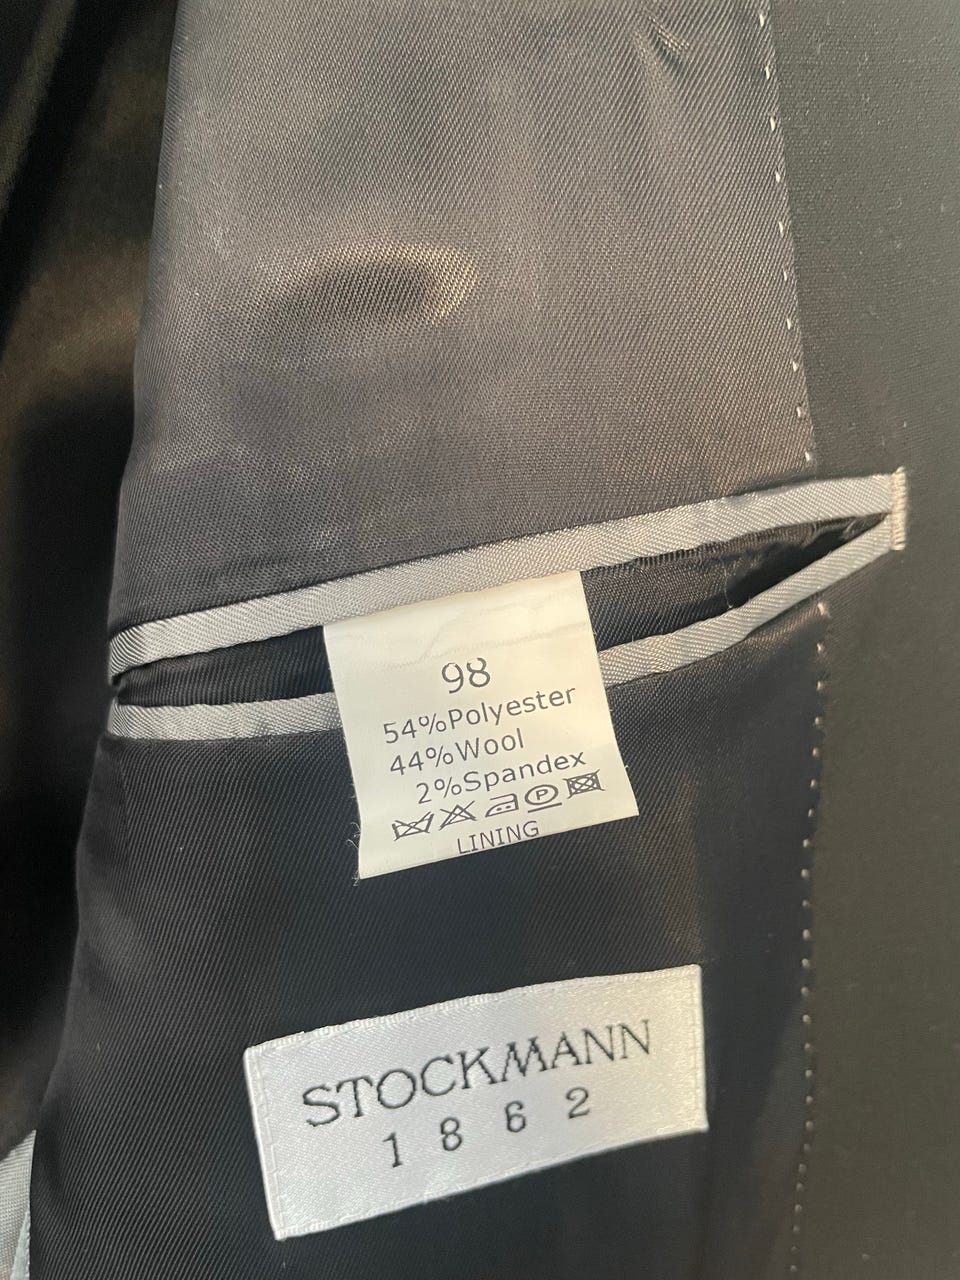 98
54%Polyester
44%Wool
2%Spandex
LINING
STOCKMANN
1862